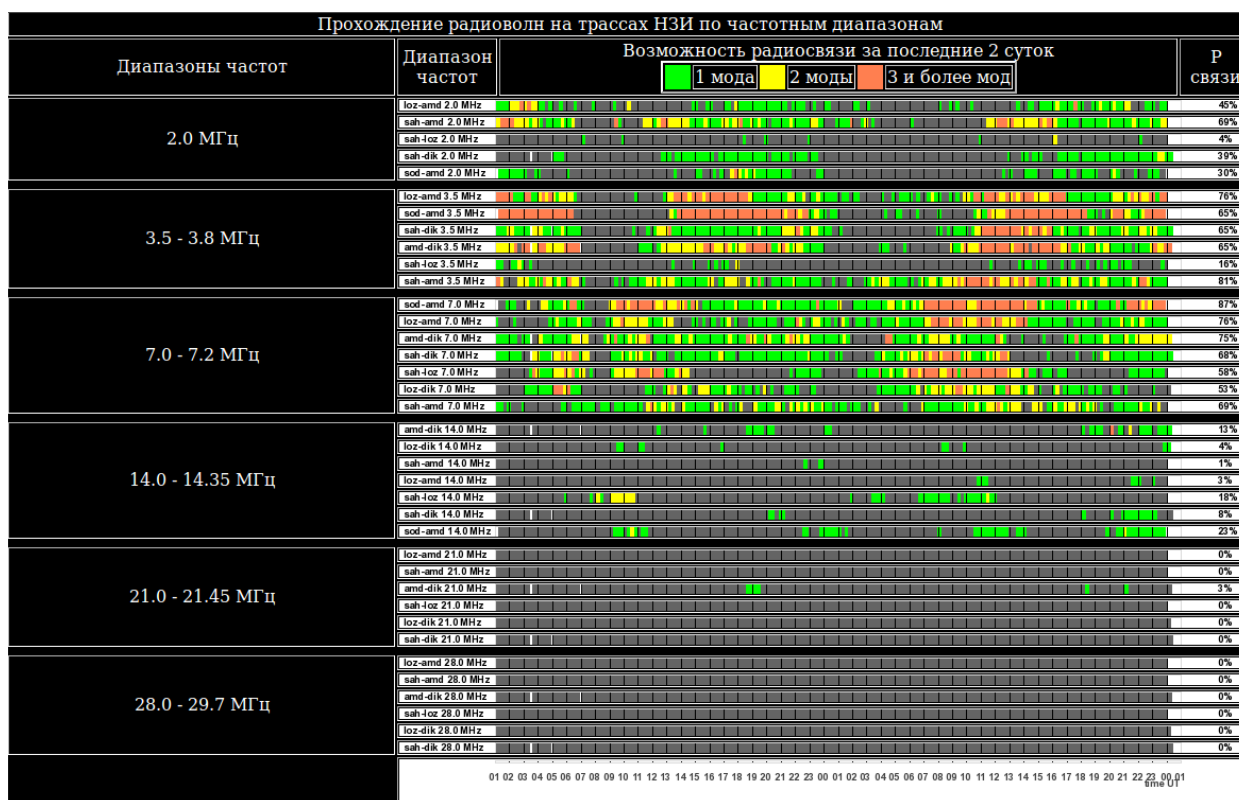 Прохождение радиоволн на трассах НЗИ по частотным диапазонам
Диапазоны частот
Диапазон частот
Возможность радиосвязи за последние 2 суток
1 мода 2 моды 3 и более мод
P связи
2.0 МГц
loz-amd 2.0 MHz 45%
sah-amd 2.0 MHz 69%
sah-loz 2.0 MHz 4%
sah-dik 2.0 MHz 39%
sod-amd 2.0 MHz 30%
3.5 - 3.8 МГц
loz-amd 3.5 MHz 76%
sod-amd 3.5 MHz 65%
sah-dik 3.5 MHz 65%
amd-dik 3.5 MHz 65%
sah-loz 3.5 MHz 16%
sah-amd 3.5 MHz 81%
7.0 - 7.2 МГц
sod-amd 7.0 MHz 87%
loz-amd 7.0 MHz 76%
amd-dik 7.0 MHz 75%
sah-dik 7.0 MHz 68%
sah-loz 7.0 MHz 58%
loz-dik 7.0 MHz 53%
sah-amd 7.0 MHz 69%
14.0 - 14.35 МГц
amd-dik 14.0 MHz 13%
loz-dik 14.0 MHz 4%
sah-amd 14.0 MHz 1%
loz-amd 14.0 MHz 3%
sah-loz 14.0 MHz 18%
sah-dik 14.0 MHz 8%
sod-amd 14.0 MHz 23%
21.0 - 21.45 МГц
loz-amd 21.0 MHz 0%
sah-amd 21.0 MHz 0%
amd-dik 21.0 MHz 3%
sah-loz 21.0 MHz 0%
loz-dik 21.0 MHz 0%
sah-dik 21.0 MHz 0%
28.0 - 29.7 МГц
loz-amd 28.0 MHz 0%
sah-amd 28.0 MHz 0%
amd-dik 28.0 MHz 0%
sah-loz 28.0 MHz 0%
loz-dik 28.0 MHz 0%
sah-dik 28.0 MHz 0%
01 02 03 04 05 06 07 08 09 10 11 12 13 14 15 16 17 18 19 20 21 22 23 00 01 02 03 04 05 06 07 08 09 10 11 12 13 14 15 16 17 18 19 20 21 22 23 00 01
time UT